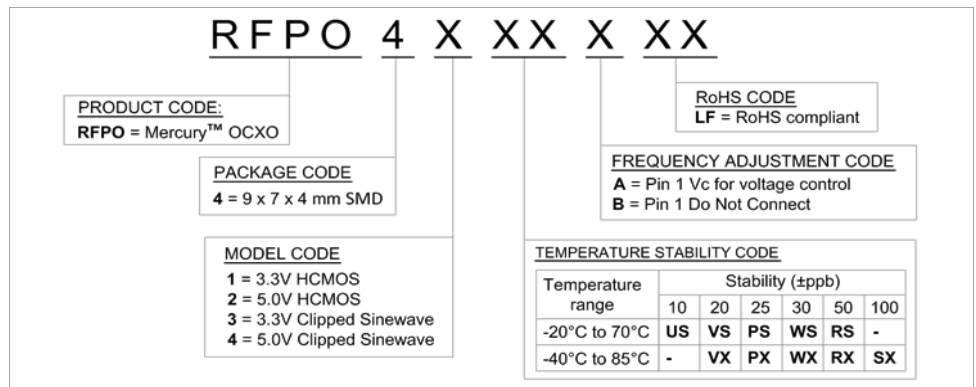 RFPO 4 X XX X XX
PRODUCT CODE:
RFPO = Mercury™ OCXO
RoHS CODE
LF = RoHS compliant
PACKAGE CODE
4 = 9 x 7 x 4 mm SMD
FREQUENCY ADJUSTMENT CODE
A = Pin 1 Vc for voltage control
B = Pin 1 Do Not Connect
MODEL CODE
1 = 3.3V HCMOS
2 = 5.0V HCMOS
3 = 3.3V Clipped Sinewave
4 = 5.0V Clipped Sinewave
TEMPERATURE STABILITY CODE
Temperature range Stability (±ppb)
10 20 25 30 50 100
-20°C to 70°C US VS PS WS RS -
-40°C to 85°C - VX PX WX RX SX